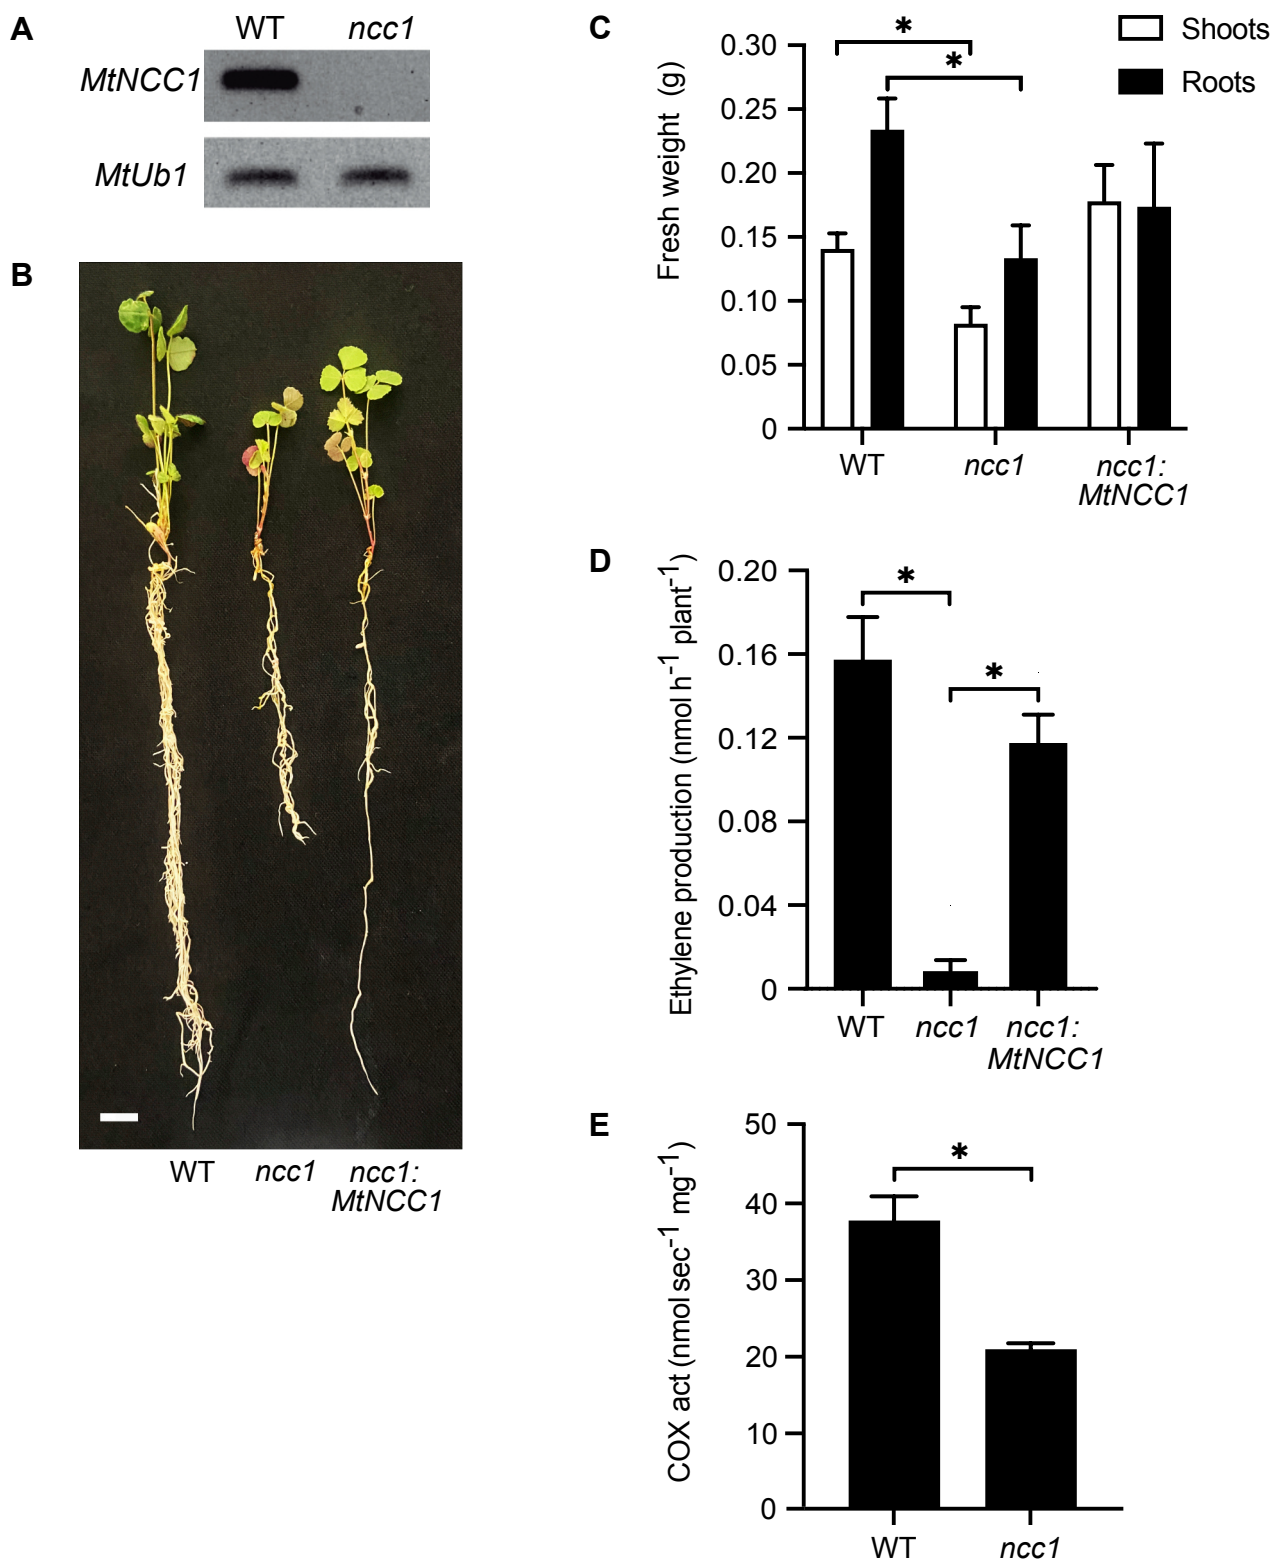 A
WT ncc1
MtNCC1
MtUb1
B
WT ncc1 ncc1:
MtNCC1
C
Shoots
Roots
Fresh weight (g)
0.30
0.25
0.20
0.15
0.10
0.05
0
*
*
WT ncc1 ncc1:
MtNCC1
D
Ethylene production (nmol h-1 plant-1)
0.20
0.16
0.12
0.08
0.04
0
*
*
WT ncc1 ncc1:
MtNCC1
E
COX act (nmol sec-1 mg-1)
50
40
30
20
10
0
*
WT ncc1